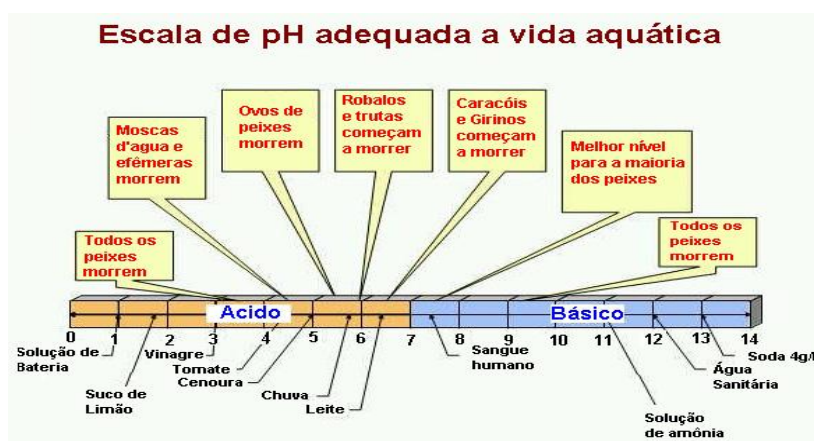 Escala de pH adequada a vida aquática
Moscas
d'agua e
efêmeras
morrem
Ovos de
peixes
morrem
Robalos
e trutas
começam
a morrer
Caracóis
e Girinos
começam
a morrer
Melhor nível
para a maioria
dos peixes
Todos os
peixes
morrem
Todos os
peixes
morrem
Acido
Básico
0 1 2 3 4 5 6 7 8 9 10 11 12 13 14
Solução de
Bateria
Suco de
Limão
Vinagre
Tomate
Cenoura
Chuva
Leite
Sangue
humano
Solução
de amônia
Água
Sanitária
Soda 4g/